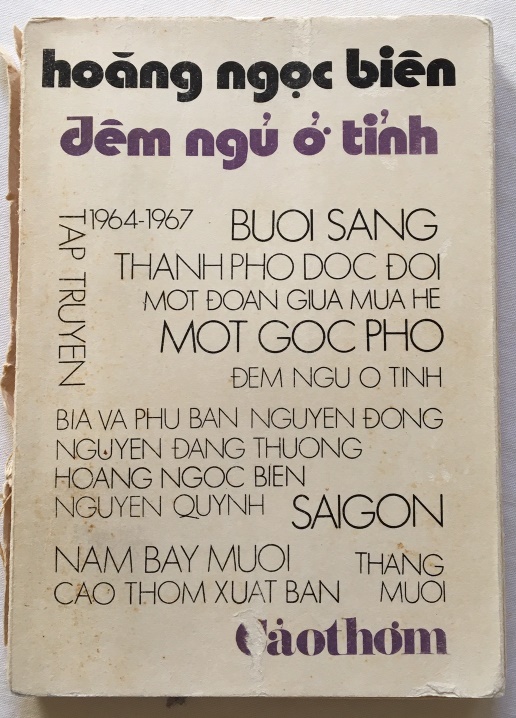 hoàng ngọc biên
đêm ngủ ở tỉnh
TAP TRUYEN
1964-1967 BUOI SANG
THANH PHO DOC ĐOI
MOT ĐOAN GIUA MUA HE
MOT GOC PHO
ĐEM NGU O TINH
BIA VA PHU BAN NGUYEN ĐONG
NGUYEN ĐANG THUONG
HOANG NGOC BIEN
NGUYEN QUYNH SAIGON
NAM BAY MUOI THANG
CAO THOM XUAT BAN MUOI
Cảothơm